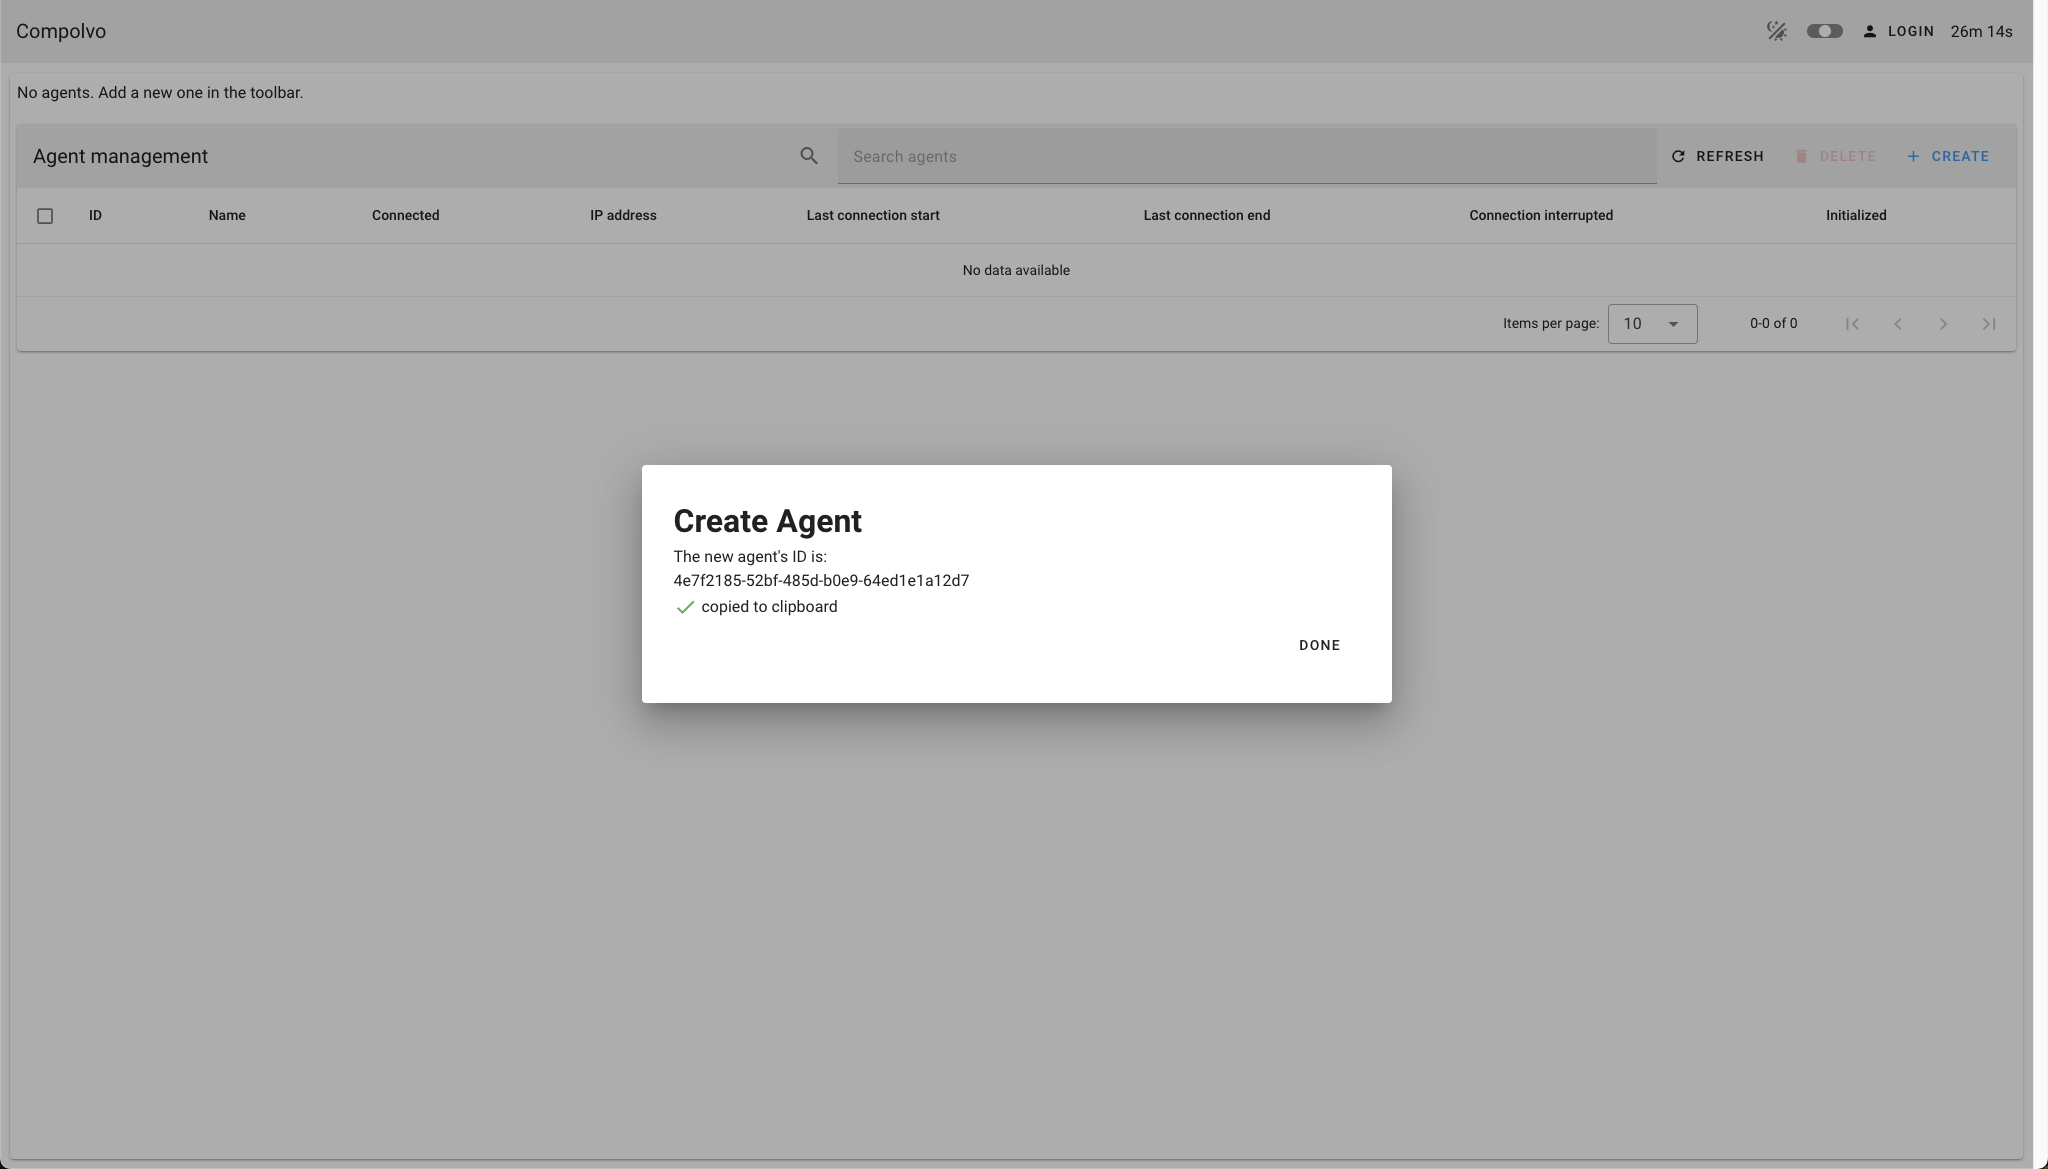 Compolvo
LOGIN 26m 14s
No agents. Add a new one in the toolbar.
Agent management
Search agents
REFRESH
DELETE
CREATE
ID Name Connected IP address Last connection start Last connection end Connection interrupted Initialized
No data available
Items per page: 10 0-0 of 0
Create Agent
The new agent's ID is:
4e7f2185-52bf-485d-b0e9-64ed1e1a12d7
copied to clipboard
DONE